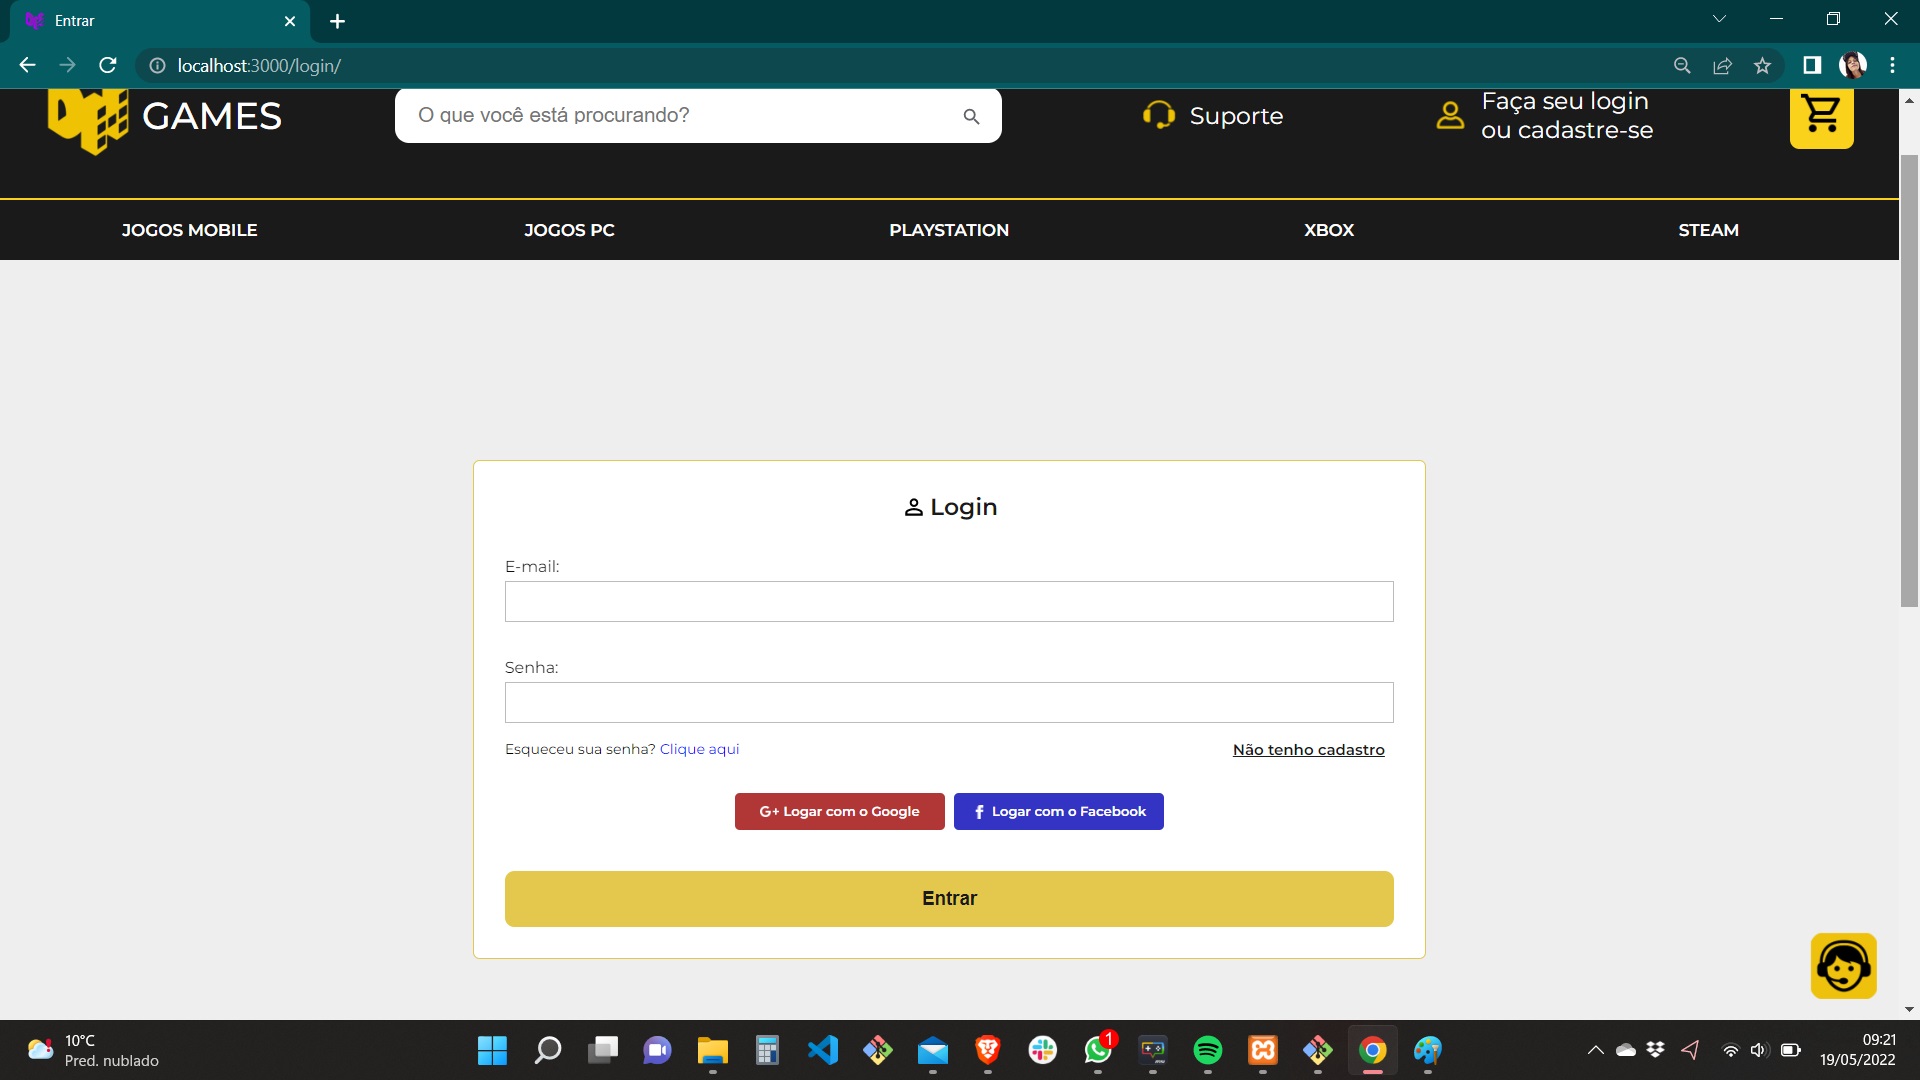 Entrar
localhost:3000/login/
GAMES
O que você está procurando?
Suporte
Faça seu login
ou cadastre-se
JOGOS MOBILE
JOGOS PC
PLAYSTATION
XBOX
STEAM
Login
E-mail:
Senha:
Esqueceu sua senha? Clique aqui
Não tenho cadastro
G+ Logar com o Google
f Logar com o Facebook
Entrar
10°C
Pred. nublado
1
09:21
19/05/2022